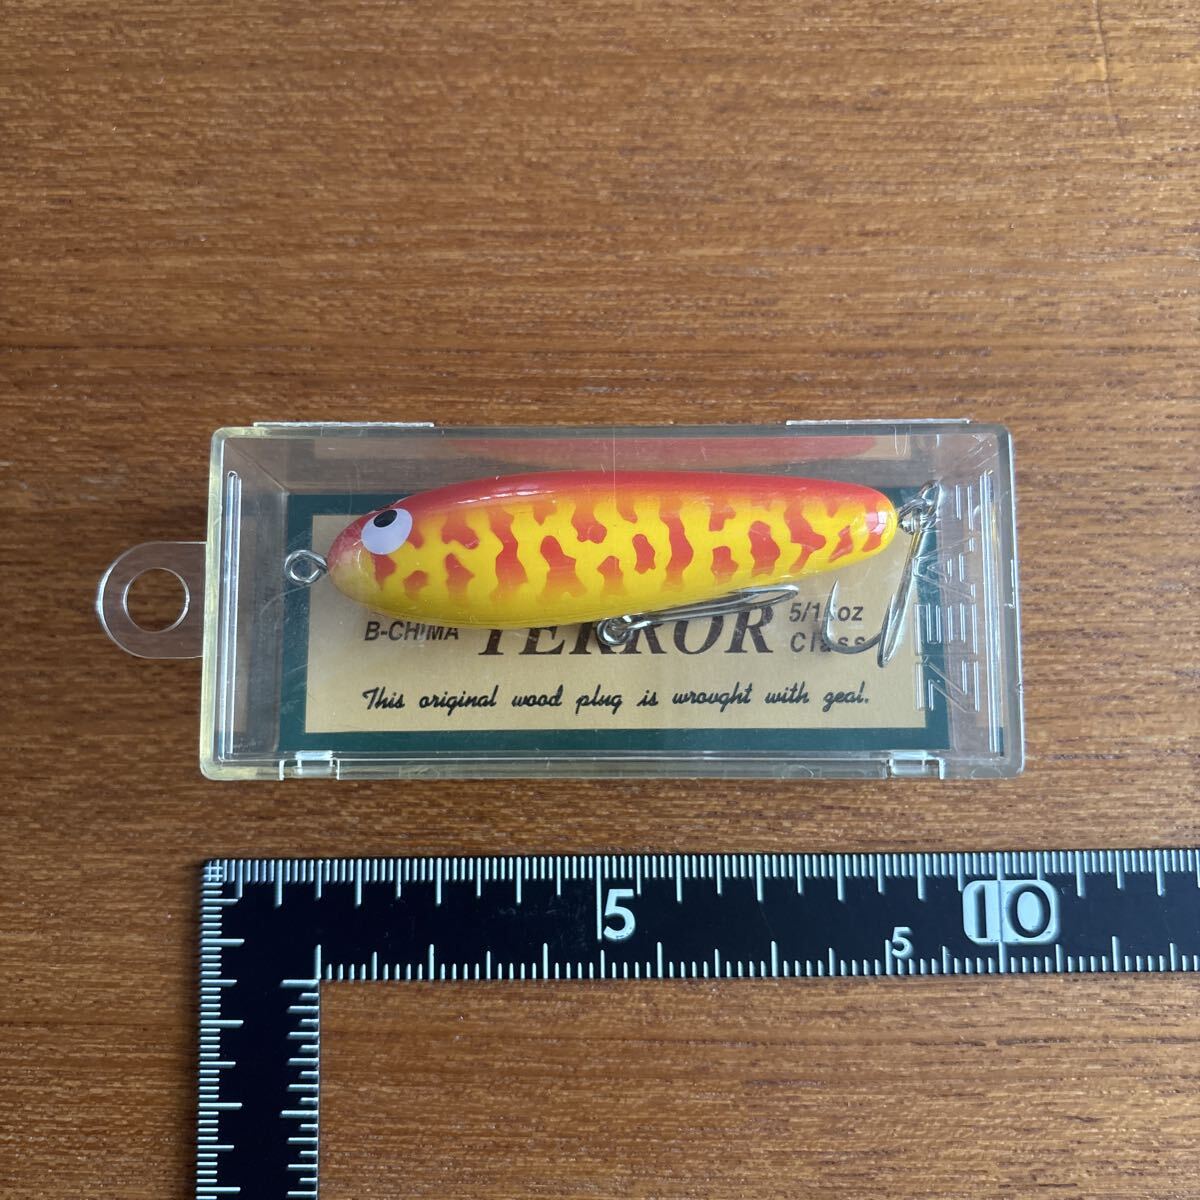 B-CHIMA TERROR 5/16oz
Class
This original wood plug is wrought with zeal.
ZEAL
5
10
5